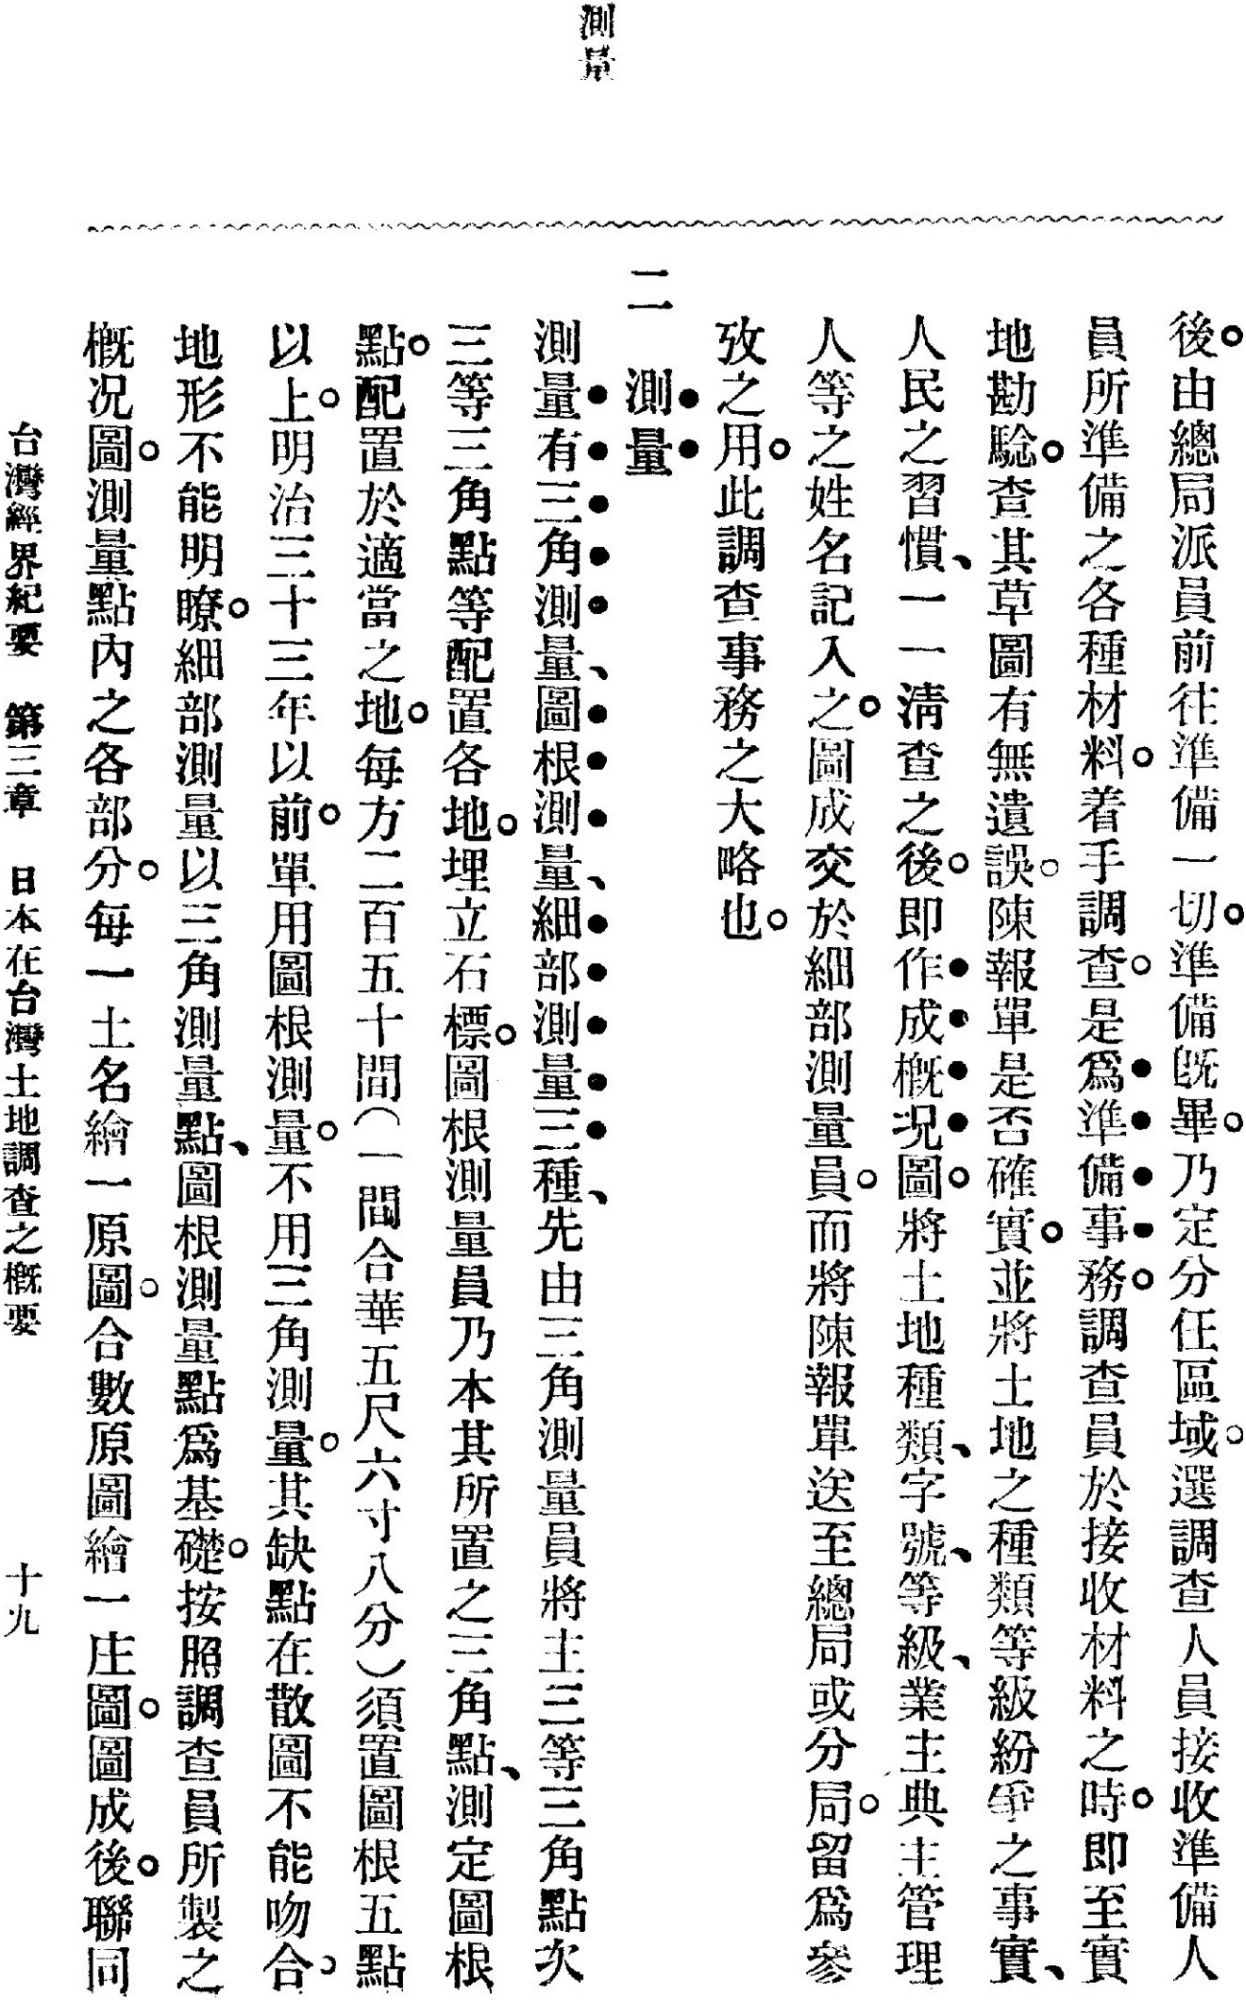 測量
後。由總局派員前往準備一切。準備旣畢。乃定分任區域。選調查人員接收準備人
員所準備之各種材料。着手調查。是爲準備事務。調查員於接收材料之時。即至實
地勘驗。查其草圖有無遺誤。陳報單是否確實。並將土地之種類等級紛爭之事實、
人民之習慣、一一淸查之後。即作成概況圖。將土地種類、字號、等級、業主典主管理
人等之姓名記入之。圖成交於細部測量員。而將陳報單送至總局或分局。留爲參
攷之用。此調查事務之大略也。
二 測量
測量有三角測量、圖根測量、細部測量三種、先由三角測量員將主三等三角點次
三等三角點等配置各地。埋立石標。圖根測量員乃本其所置之三角點、測定圖根
點。配置於適當之地。每方二百五十間(一間合華五尺六寸八分)須置圖根五點
以上。明治三十三年以前。單用圖根測量。不用三角測量。其缺點在散圖不能吻合。
地形不能明瞭。細部測量以三角測量點、圖根測量點爲基礎。按照調查員所製之
概況圖。測量點內之各部分。每一土名繪一原圖。合數原圖繪一庄圖。圖成後。聯同
台灣經界紀要 第三章 日本在台灣土地調查之概要 十九